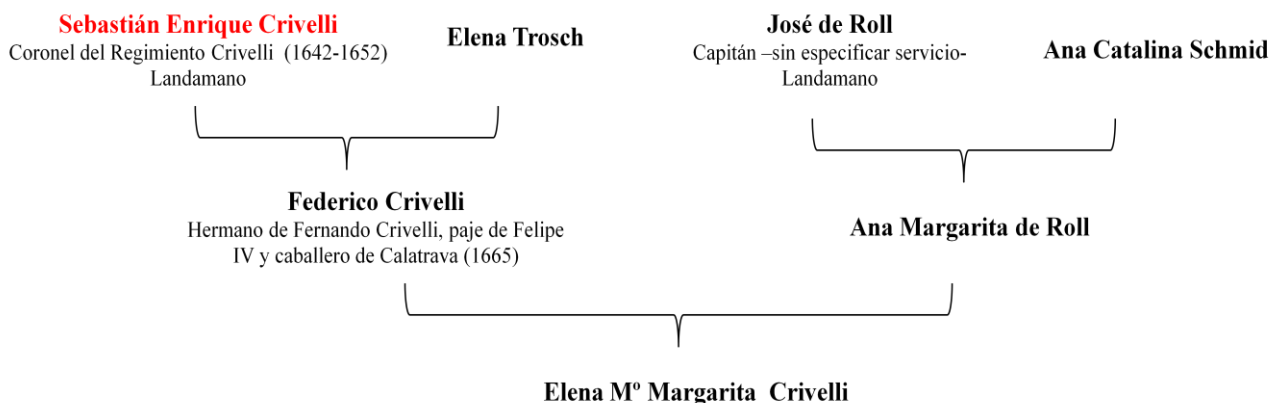 Sebastián Enrique Crivelli
Coronel del Regimiento Crivelli (1642-1652)
Landamano
Elena Trosch
José de Roll
Capitán –sin especificar servicio-
Landamano
Ana Catalina Schmid
Federico Crivelli
Hermano de Fernando Crivelli, paje de Felipe
IV y caballero de Calatrava (1665)
Ana Margarita de Roll
Elena Mº Margarita Crivelli